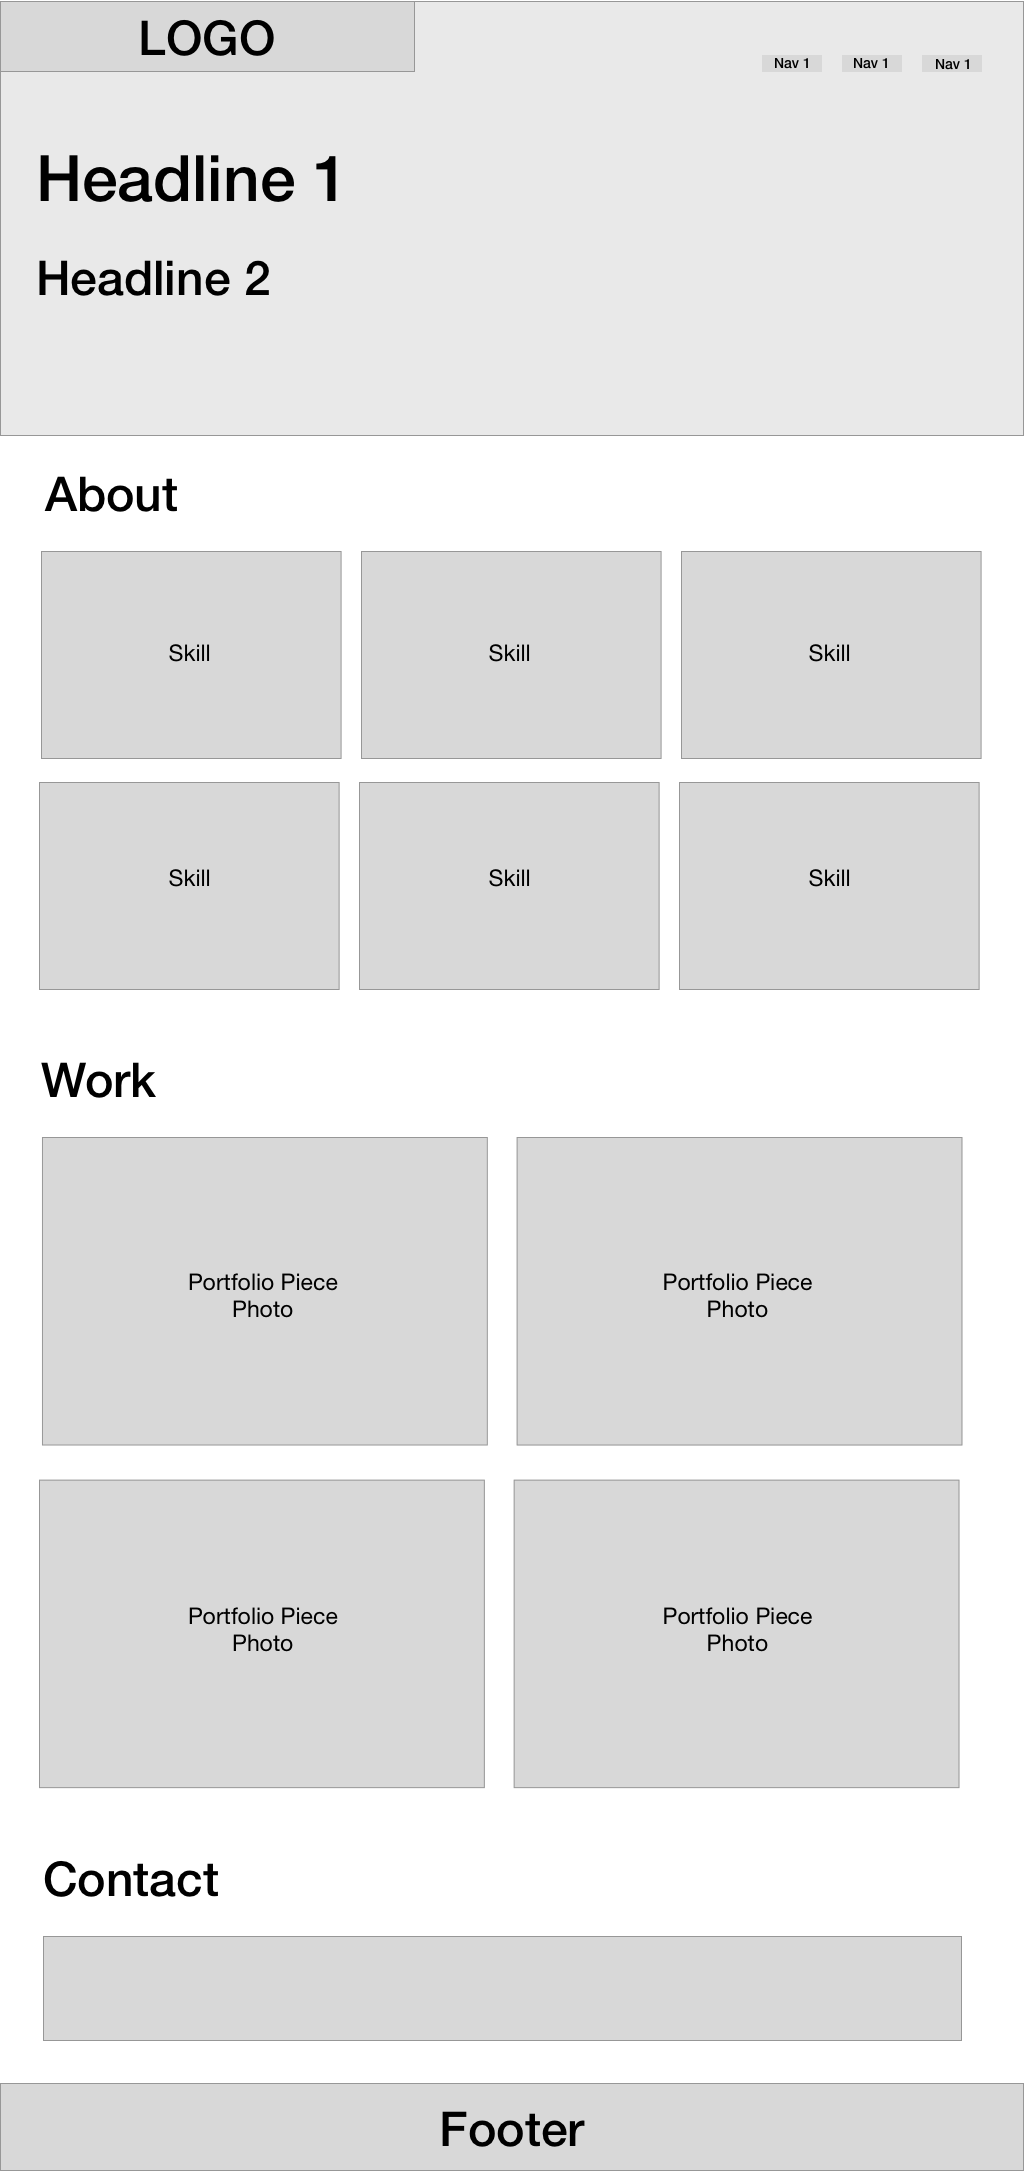 LOGO
Nav 1
Nav 1
Nav 1
Headline 1
Headline 2
About
Skill
Skill
Skill
Skill
Skill
Skill
Work
Portfolio Piece
Photo
Portfolio Piece
Photo
Portfolio Piece
Photo
Portfolio Piece
Photo
Contact
Footer